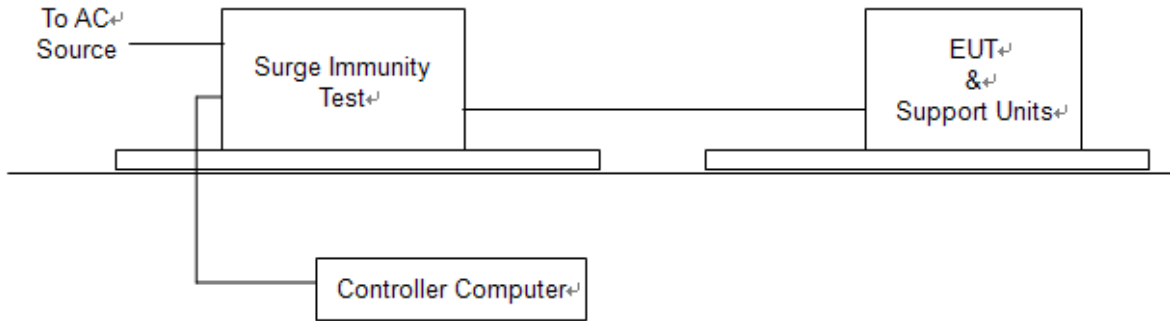 To AC↵
Source
Surge Immunity
Test↵
EUT↵
&↵
Support Units↵
Controller Computer↵